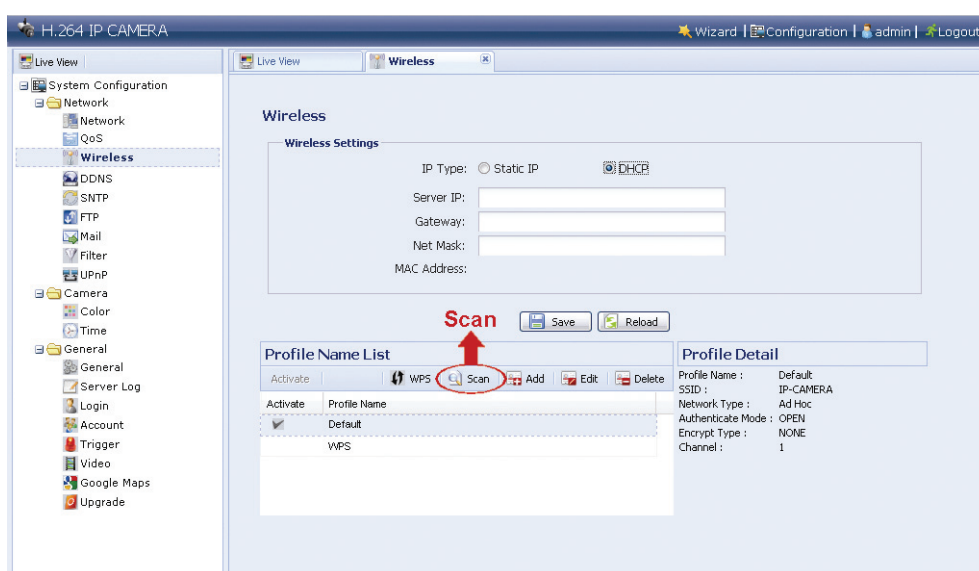 H.264 IP CAMERA
Wizard | Configuration | admin | Logout
Live View
System Configuration
Network
Network
QoS
Wireless
DDNS
SNTP
FTP
Mail
Filter
UPnP
Camera
Color
Time
General
General
Server Log
Login
Account
Trigger
Video
Google Maps
Upgrade
Live View Wireless
Wireless
Wireless Settings
IP Type: Static IP DHCP
Server IP:
Gateway:
Net Mask:
MAC Address:
Scan Save Reload
Profile Name List
Activate WPS Scan Add Edit Delete
Activate Profile Name
Default
WPS
Profile Detail
Profile Name : Default
SSID : IP-CAMERA
Network Type : Ad Hoc
Authenticate Mode : OPEN
Encrypt Type : NONE
Channel : 1